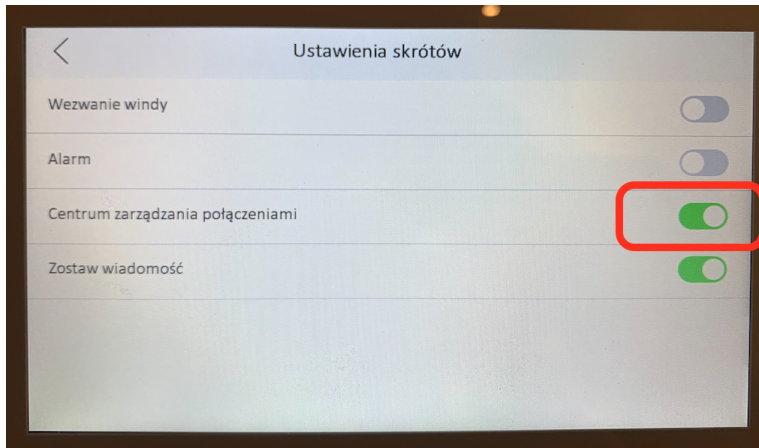 Ustawienia skrótów
Wezwanie windy
Alarm
Centrum zarządzania połączeniami
Zostaw wiadomość